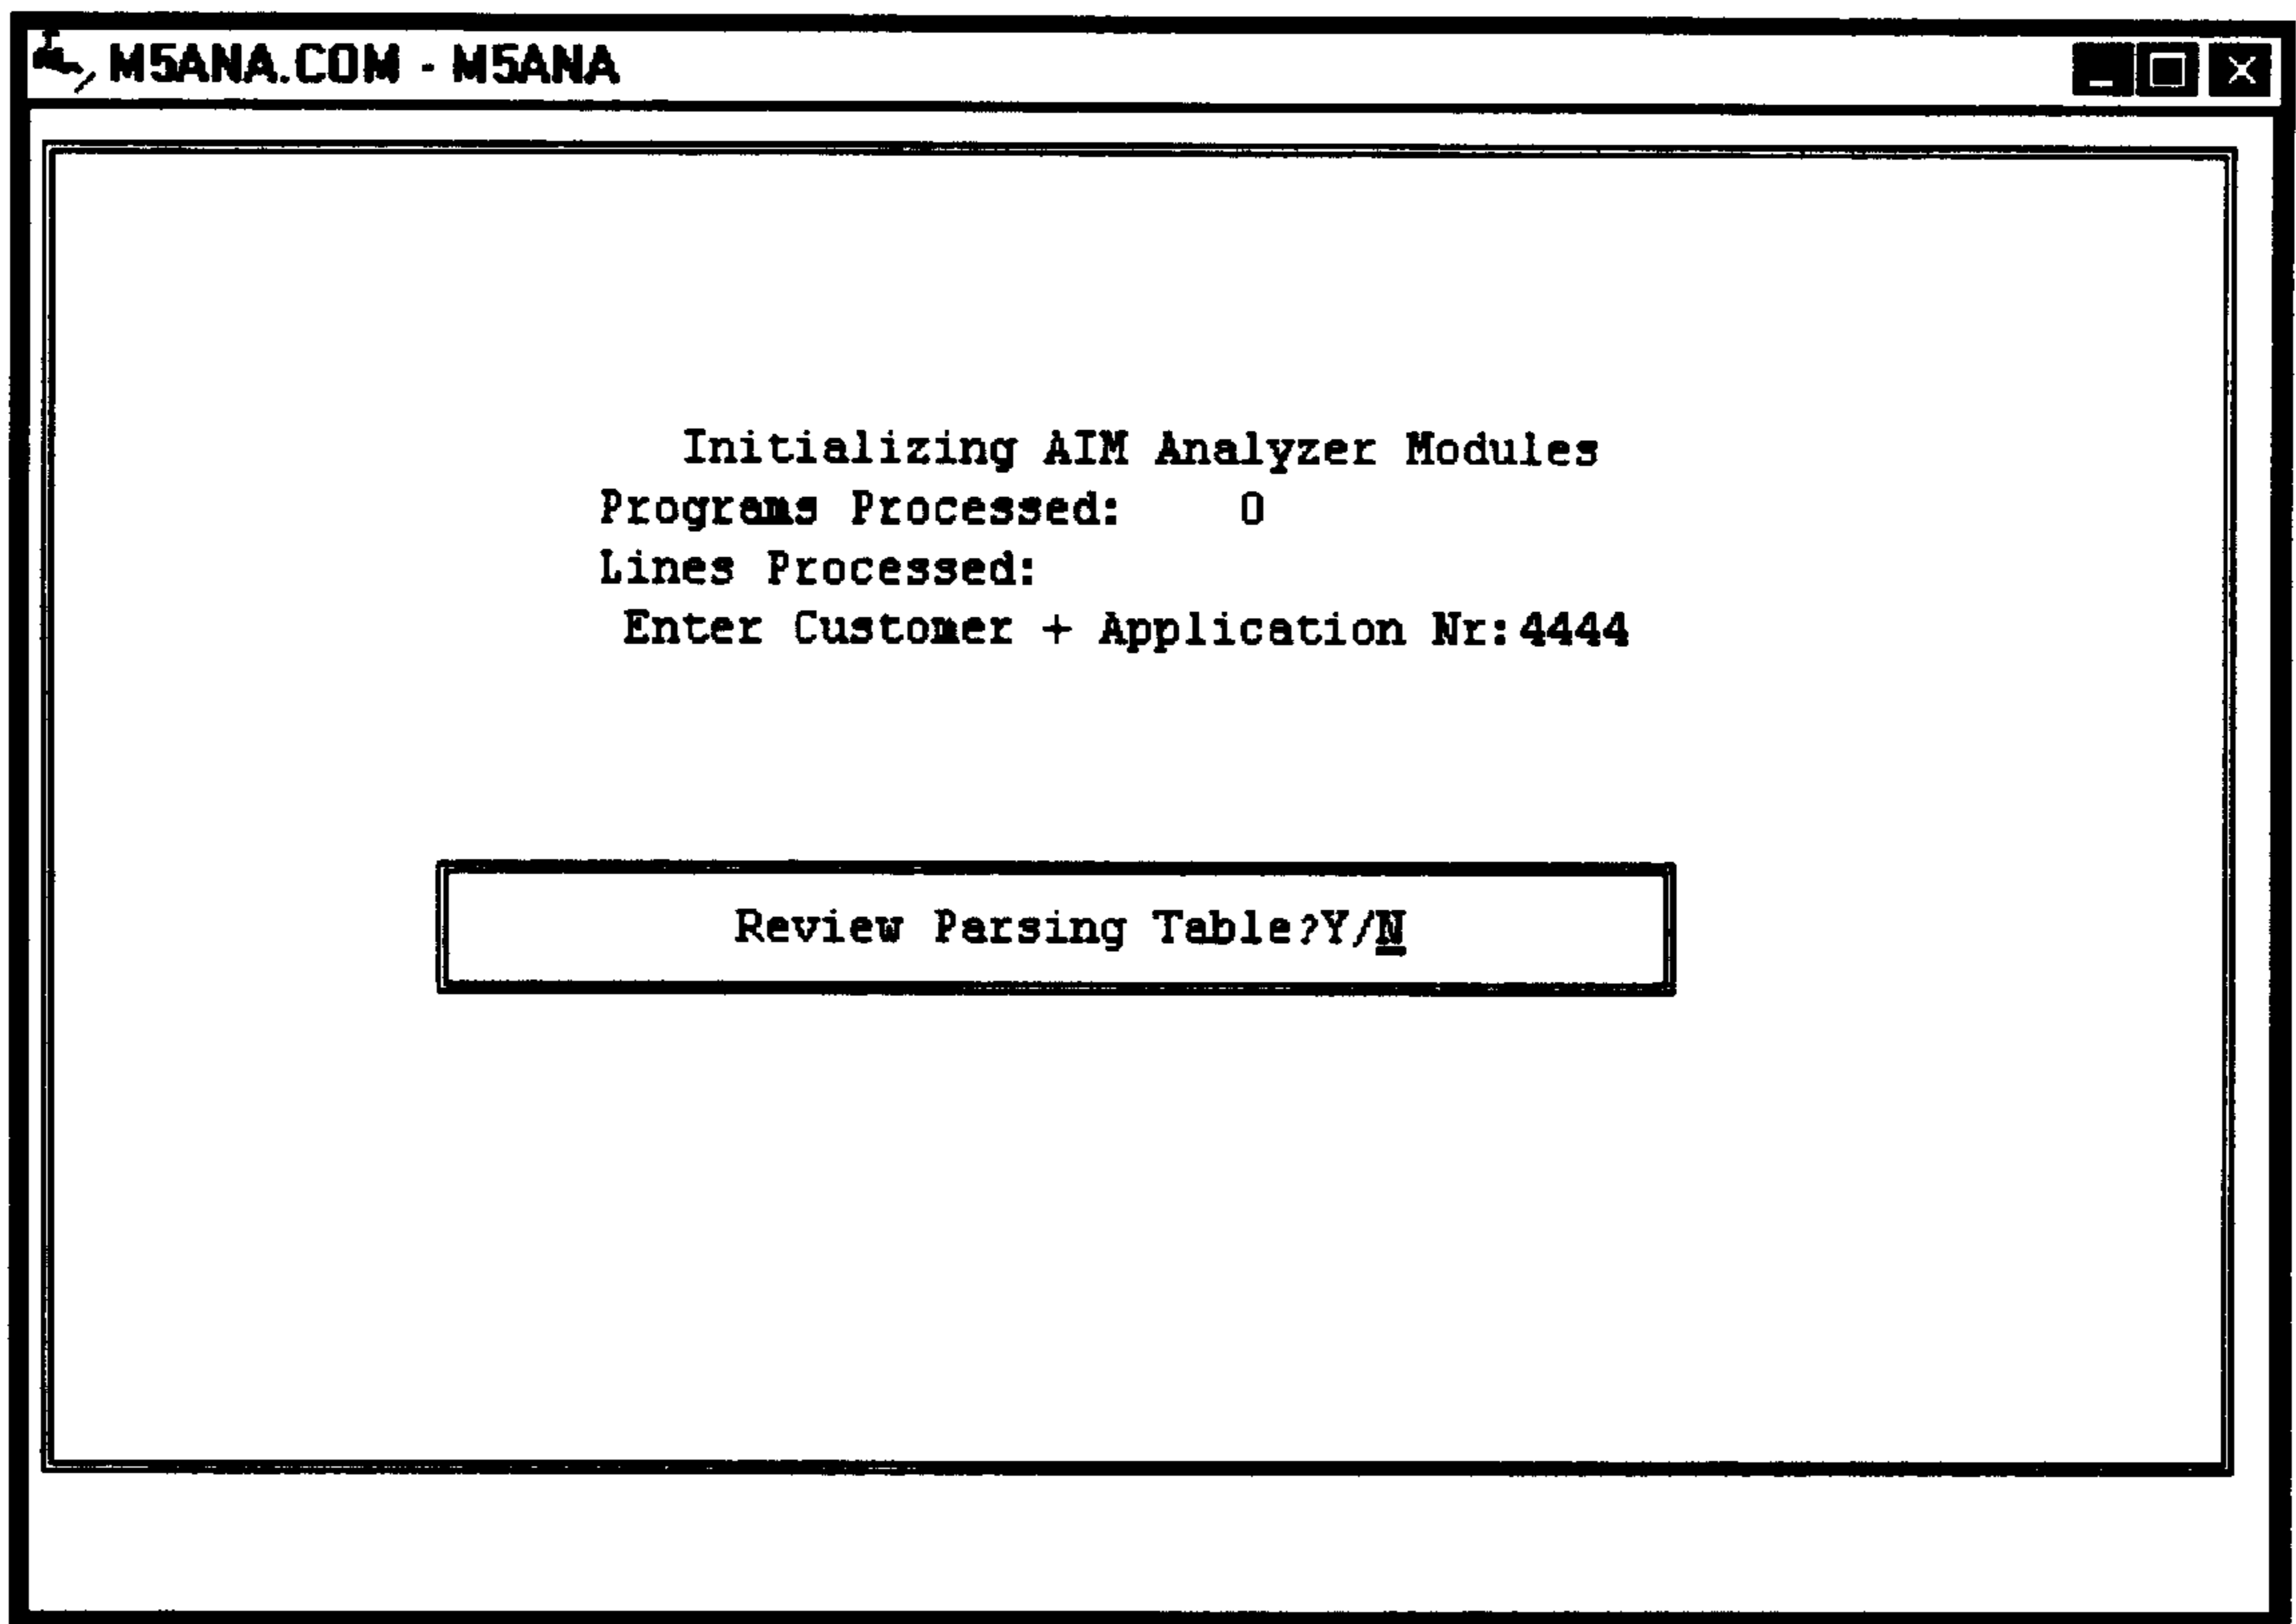 M5ANA.COM - M5ANA
Initializing AIM Analyzer Modules
Programs Processed: 0
Lines Processed:
Enter Customer + Application Nr:4444
Review Parsing Table?Y/N